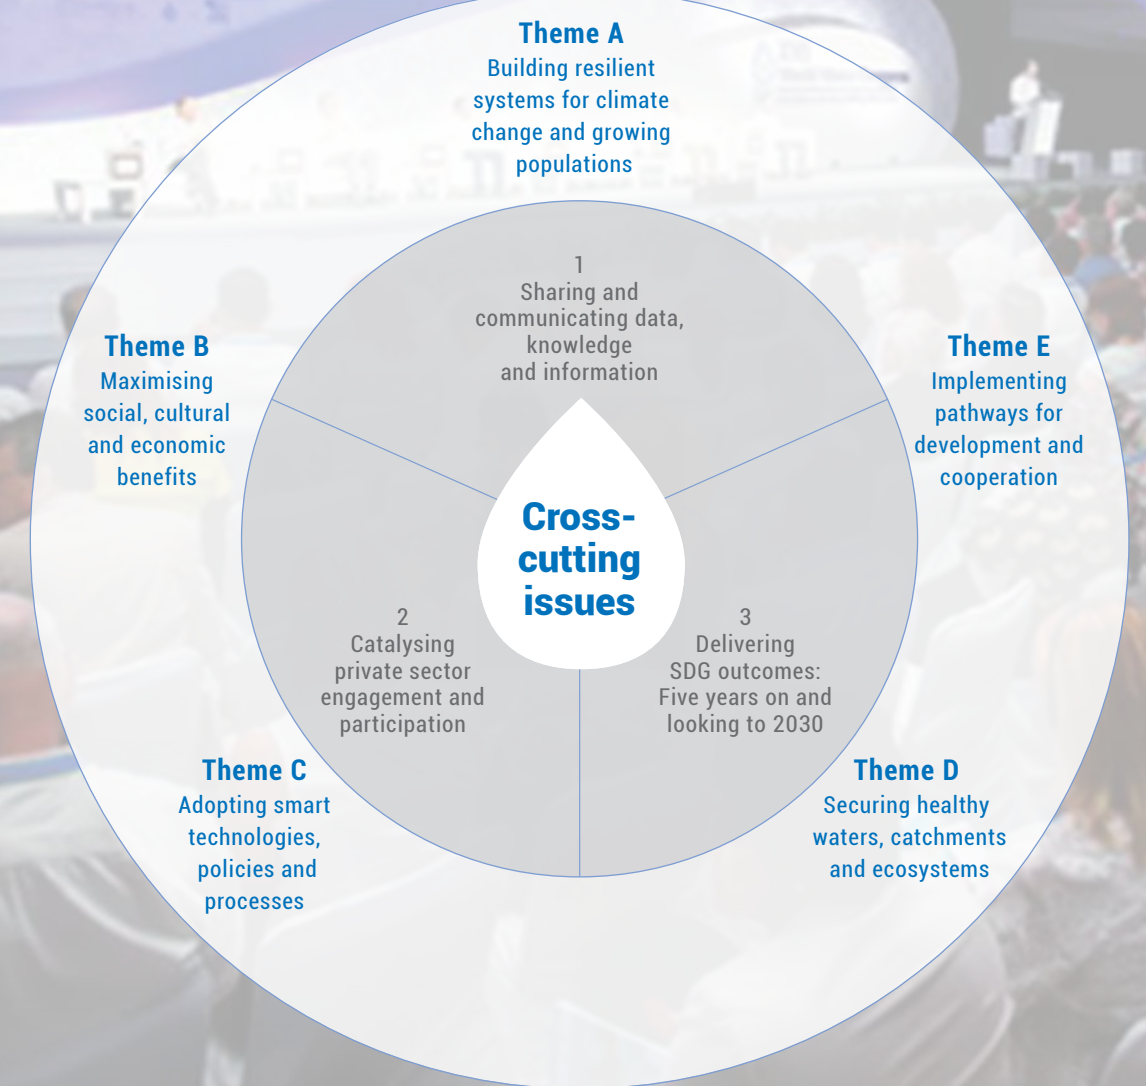 Theme A
Building resilient
systems for climate
change and growing
populations
1
Sharing and
communicating data,
knowledge
and information
Theme B
Maximising
social, cultural
and economic
benefits
Theme E
Implementing
pathways for
development and
cooperation
Cross-
cutting
issues
2
Catalysing
private sector
engagement and
participation
3
Delivering
SDG outcomes:
Five years on and
looking to 2030
Theme C
Adopting smart
technologies,
policies and
processes
Theme D
Securing healthy
waters, catchments
and ecosystems